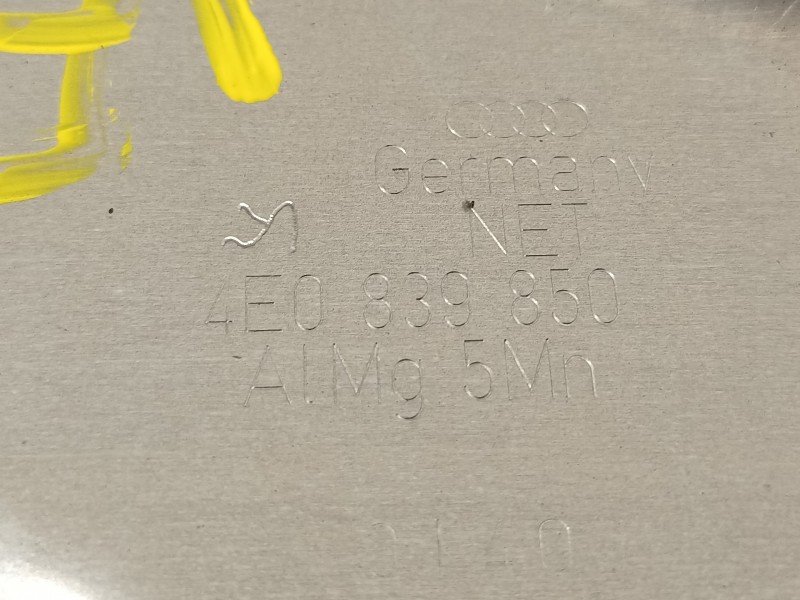 Germany
NET
4E0 839 850
AlMg 5Mn